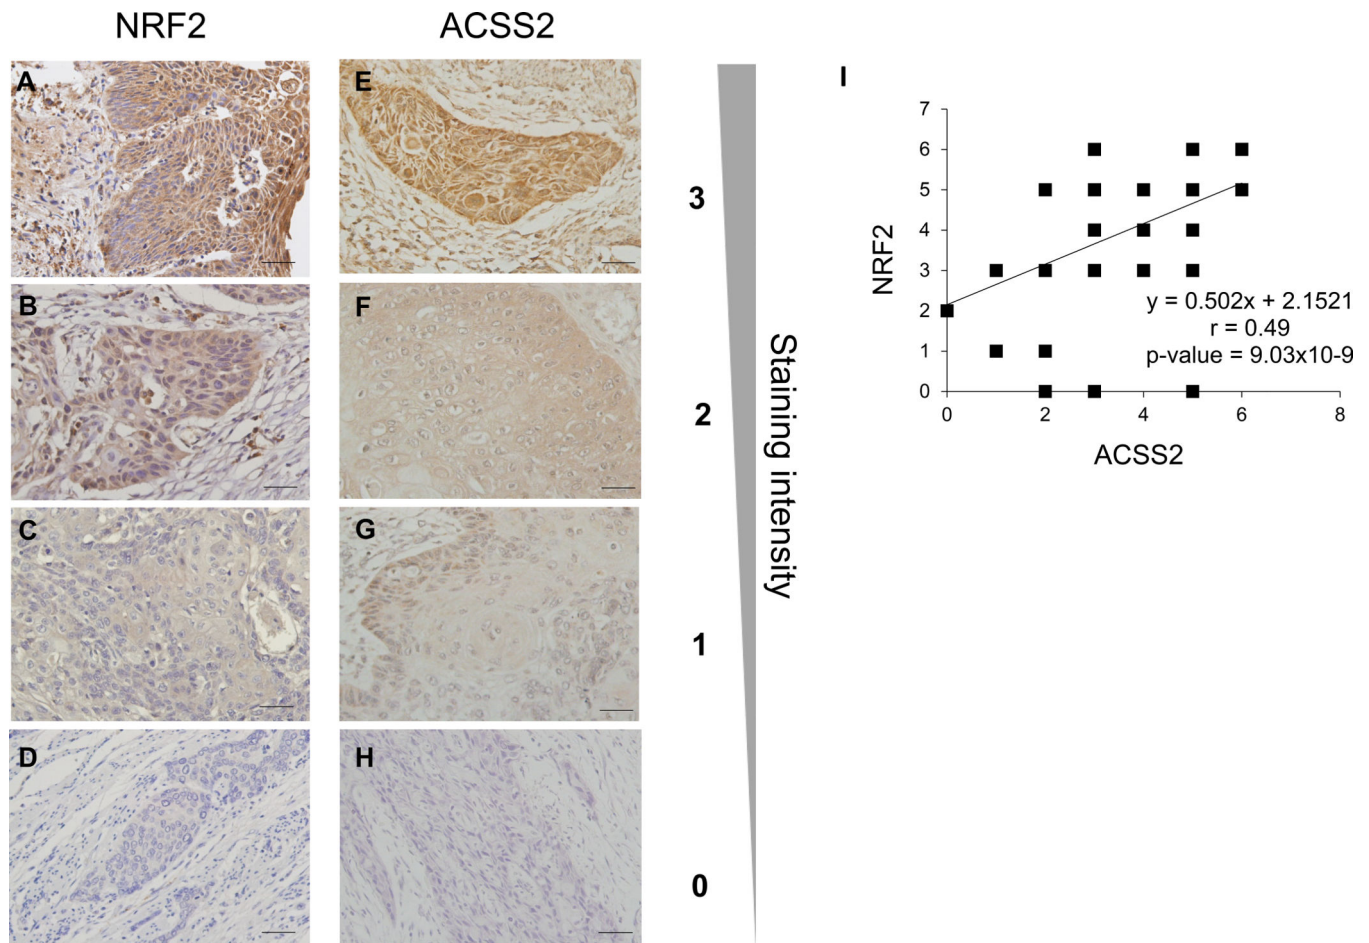 NRF2
ACSS2
A
E
B
F
C
G
D
H
3
2
1
0
Staining intensity
I
7
6
5
4
3
2
1
0
NRF2
y = 0.502x + 2.1521
r = 0.49
p-value = 9.03x10-9
0
2
4
6
8
ACSS2